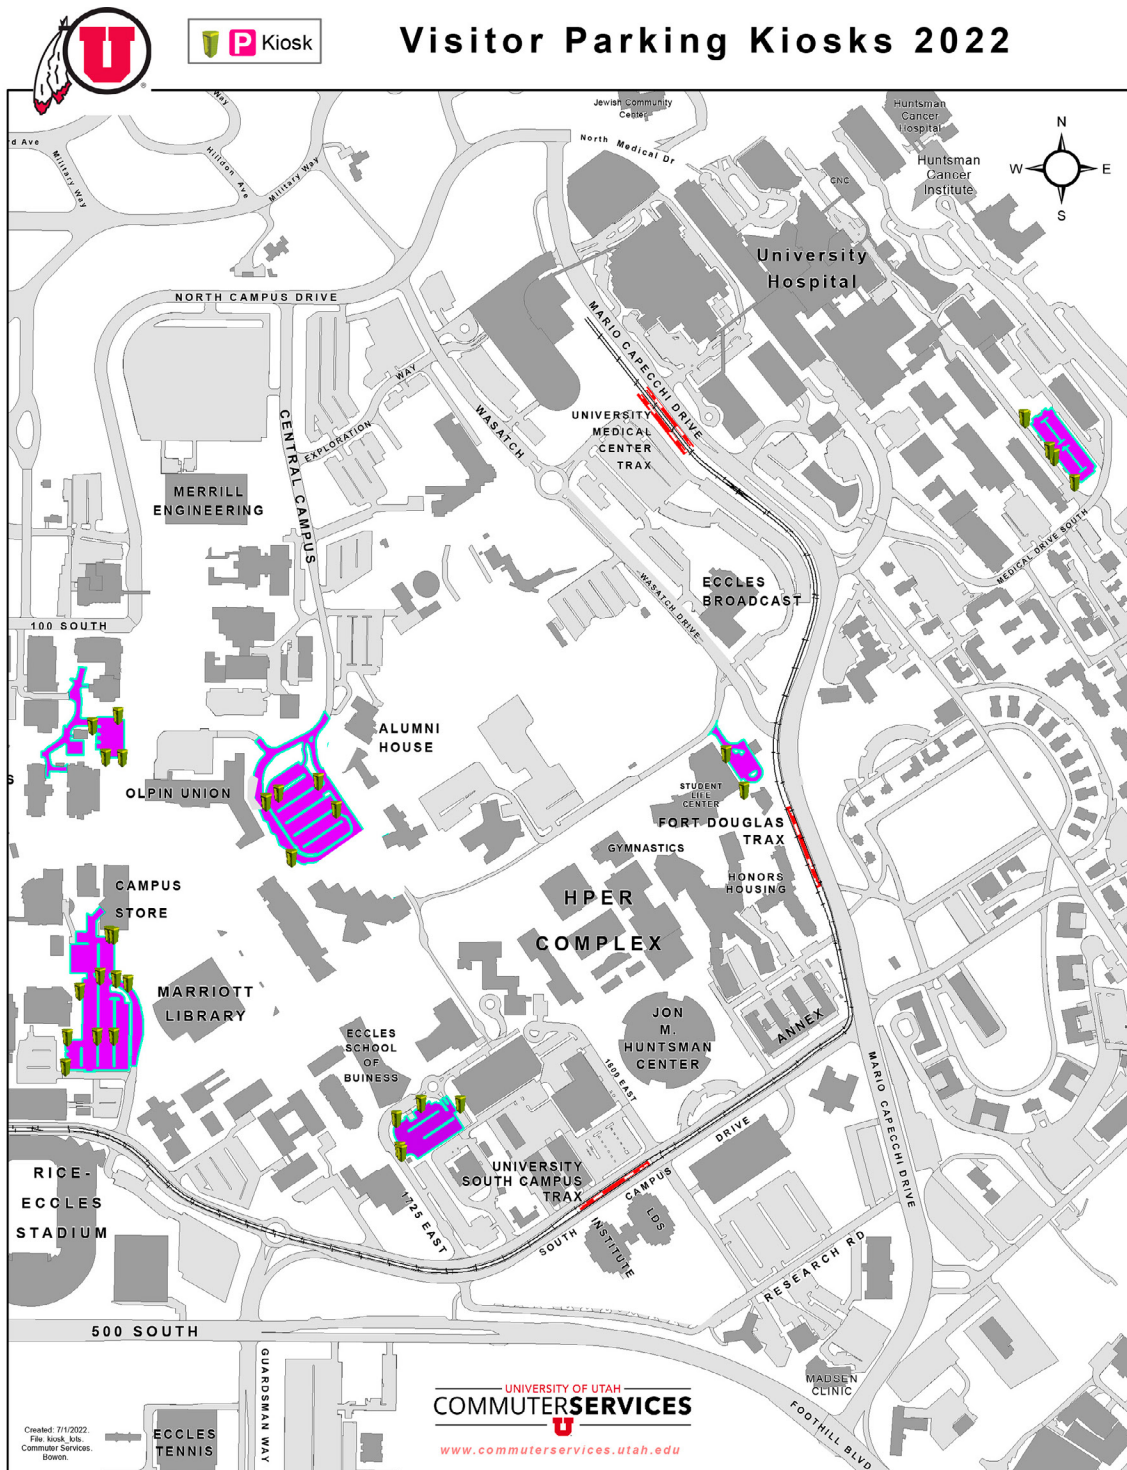 U
®
P Kiosk
Visitor Parking Kiosks 2022
Jewish Community
Center
Huntsman
Cancer
Hospital
Way
rd Ave
Military Way
Hilldon Ave
Military Way
North Medical Dr
CNC
Huntsman
Cancer
Institute
N
W
E
S
University
Hospital
NORTH CAMPUS DRIVE
MARIO CAPECCHI DRIVE
WAY
EXPLORATION
WASATCH
CENTRAL CAMPUS
UNIVERSITY
MEDICAL
CENTER
TRAX
MERRILL
ENGINEERING
MEDICAL DRIVE SOUTH
WASATCH DRIVE
ECCLES
BROADCAST
100 SOUTH
ALUMNI
HOUSE
S
OLPIN UNION
STUDENT
LIFE
CENTER
FORT DOUGLAS
TRAX
GYMNASTICS
HONORS
HOUSING
CAMPUS
STORE
HPER
COMPLEX
MARRIOTT
LIBRARY
JON
M.
HUNTSMAN
CENTER
ANNEX
ECCLES
SCHOOL
OF
BUINESS
1800 EAST
MARIO CAPECCHI DRIVE
RICE-
ECCLES
STADIUM
UNIVERSITY
SOUTH CAMPUS
TRAX
1725 EAST
SOUTH CAMPUS DRIVE
LDS
INSTITUTE
RESEARCH RD
500 SOUTH
GUARDSMAN WAY
MADSEN
CLINIC
FOOTHILL BLVD
Created: 7/1/2022.
File: kiosk_lots.
Commuter Services.
Bowen.
ECCLES
TENNIS
UNIVERSITY OF UTAH
COMMUTERSERVICES
U
www.commuterservices.utah.edu